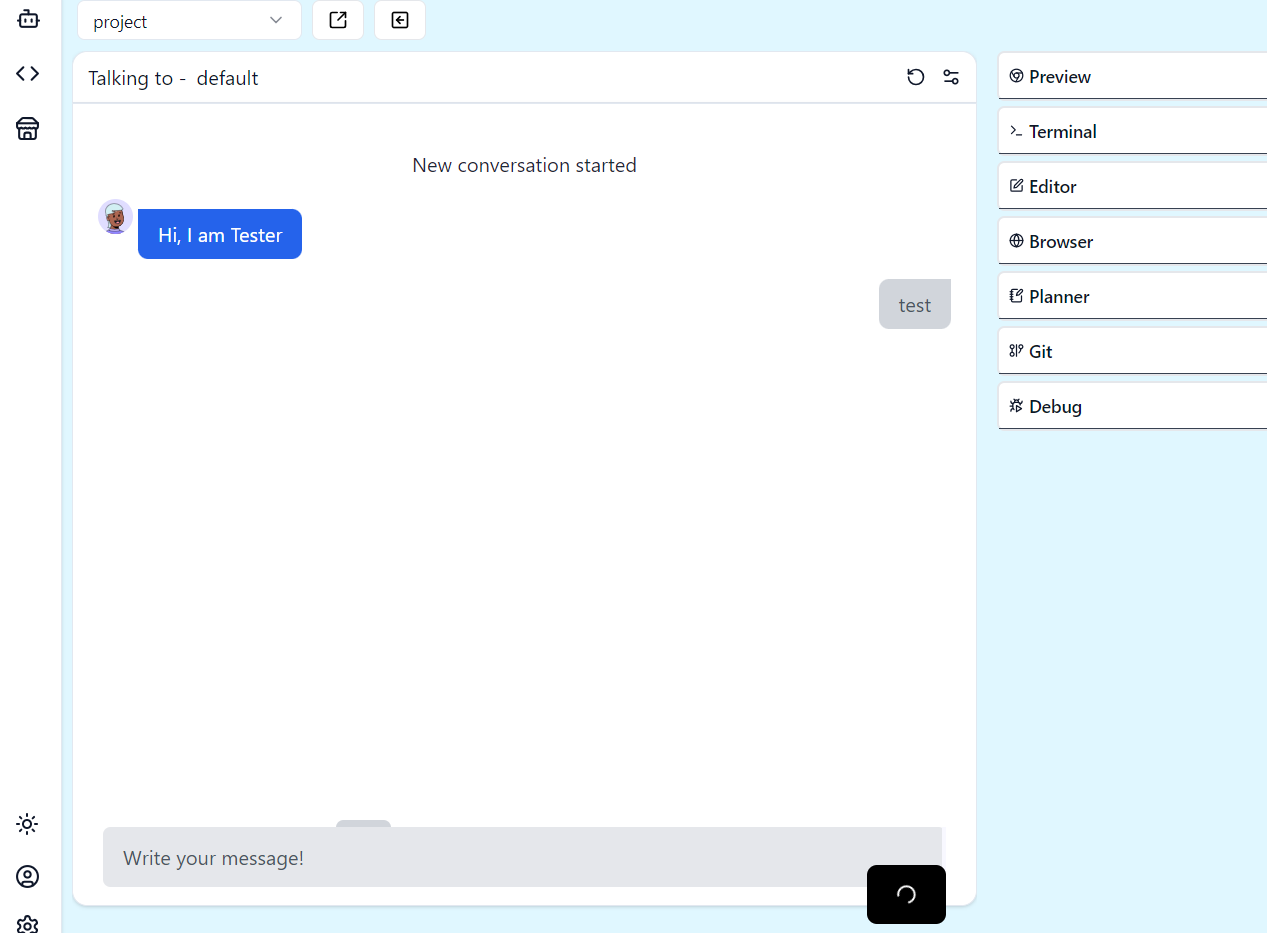 project
Talking to -  default
New conversation started
Hi, I am Tester
test
Write your message!
Preview
Terminal
Editor
Browser
Planner
Git
Debug